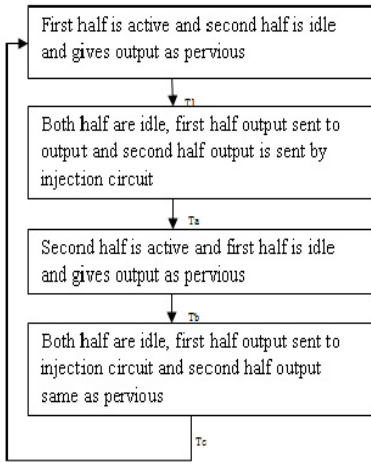 First half is active and second half is idle
and gives output as pervious
T1
Both half are idle, first half output sent to
output and second half output is sent by
injection circuit
Ta
Second half is active and first half is idle
and gives output as pervious
Tb
Both half are idle, first half output sent to
injection circuit and second half output
same as pervious
Tc